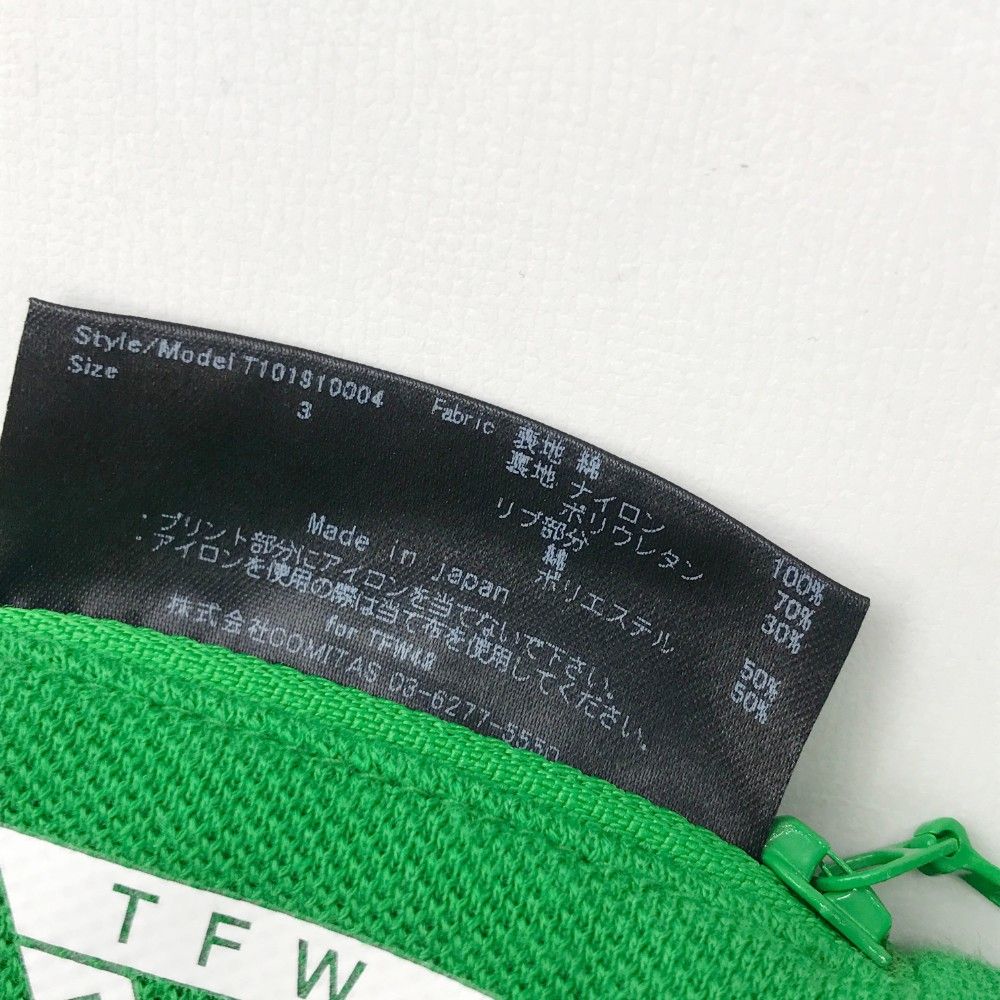 Style/Model T101910004
Size 3
Fabric 表地 綿 100%
裏地 ナイロン 70%
ポリウレタン 30%
リブ部分
綿 50%
ポリエステル 50%
Made in Japan
・プリント部分にアイロンを当てないで下さい。
・アイロンを使用の際は当て布を使用してください。
for TFW49
株式会社COMITAS 03-6277-5550
TFW